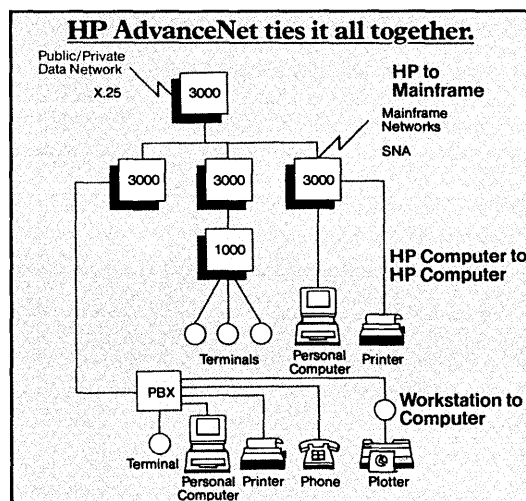 HP AdvanceNet ties it all together.
Public/Private
Data Network
X.25
3000
HP to
Mainframe
Mainframe
Networks
SNA
3000
3000
3000
1000
HP Computer to
HP Computer
Terminals
Personal
Computer
Printer
PBX
Workstation to
Computer
Terminal
Personal
Computer
Printer
Phone
Plotter